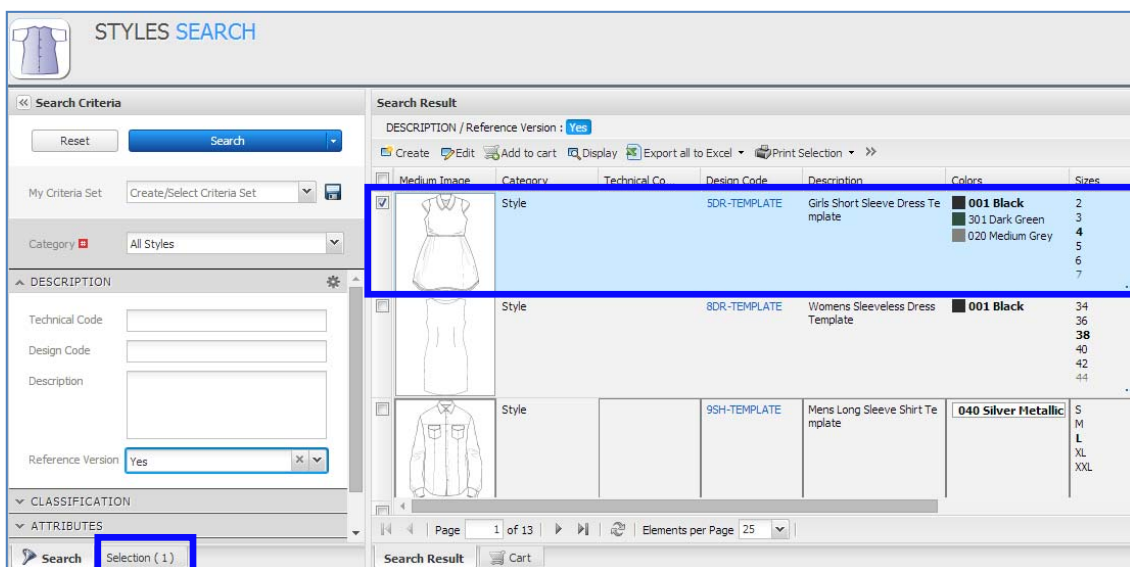 STYLES SEARCH
Search Criteria
Reset
Search
My Criteria Set
Create/Select Criteria Set
Category
All Styles
DESCRIPTION
Technical Code
Design Code
Description
Reference Version
Yes
CLASSIFICATION
ATTRIBUTES
Search
Selection ( 1 )
Search Result
DESCRIPTION / Reference Version : Yes
Create Edit Add to cart Display Export all to Excel Print Selection
Medium Image Category Technical Co Design Code Description Colors Sizes
Style
5DR-TEMPLATE
Girls Short Sleeve Dress Te
mplate
001 Black
301 Dark Green
020 Medium Grey
2
3
4
5
6
7
Style
8DR-TEMPLATE
Womens Sleeveless Dress
Template
001 Black
34
36
38
40
42
44
Style
9SH-TEMPLATE
Mens Long Sleeve Shirt Te
mplate
040 Silver Metallic
S
M
L
XL
XXL
Page 1 of 13 Elements per Page 25
Search Result Cart